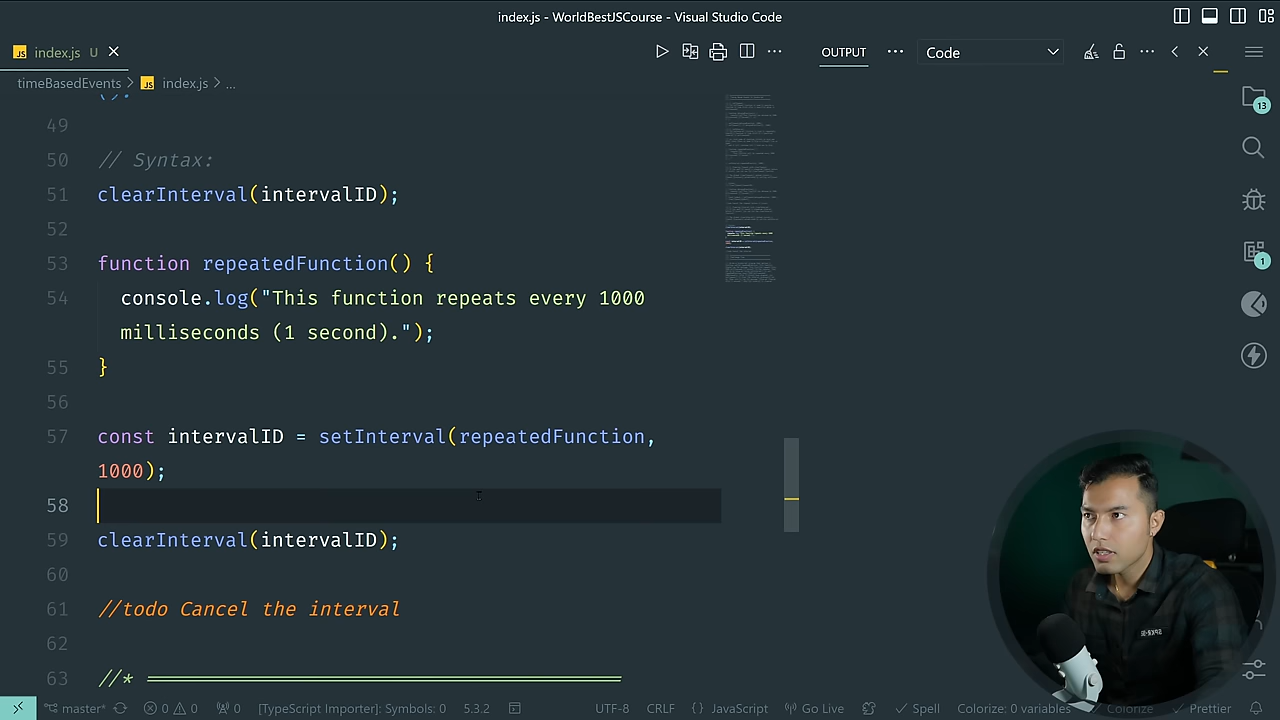 index.js - WorldBestJSCourse - Visual Studio Code
JS index.js U
OUTPUT
Code
timeBasedEvents > JS index.js > ...
49
50 // Syntax:
51 clearInterval(intervalID);
52
53 function repeatedFunction() {
54 console.log("This function repeats every 1000
milliseconds (1 second).");
55 }
56
57 const intervalID = setInterval(repeatedFunction,
1000);
58
59 clearInterval(intervalID);
60
61 //todo Cancel the interval
62
63 //*
13
1
master* 0 0 0 [TypeScript Importer]: Symbols: 0 5.3.2 UTF-8 CRLF {} JavaScript Go Live Spell Colorize: 0 variables Colorize Prettier